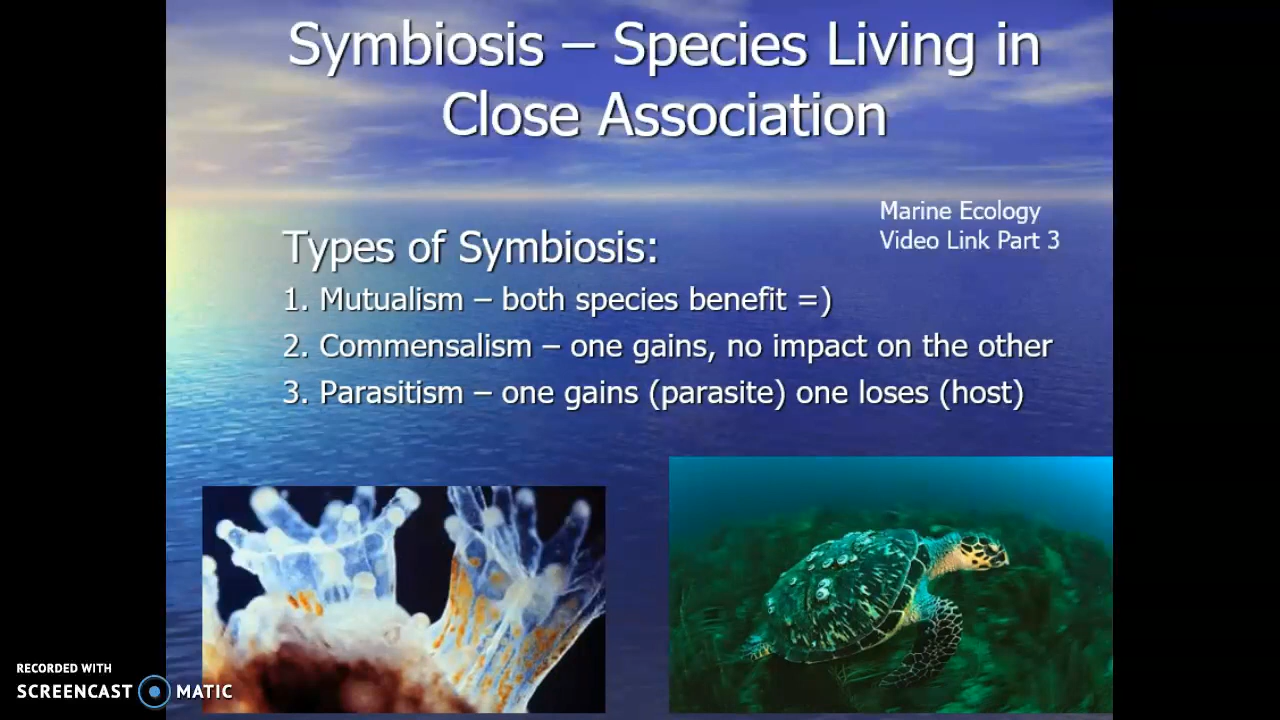 Symbiosis – Species Living in
Close Association
Marine Ecology
Video Link Part 3
Types of Symbiosis:
1. Mutualism – both species benefit =)
2. Commensalism – one gains, no impact on the other
3. Parasitism – one gains (parasite) one loses (host)
RECORDED WITH
SCREENCAST MATIC